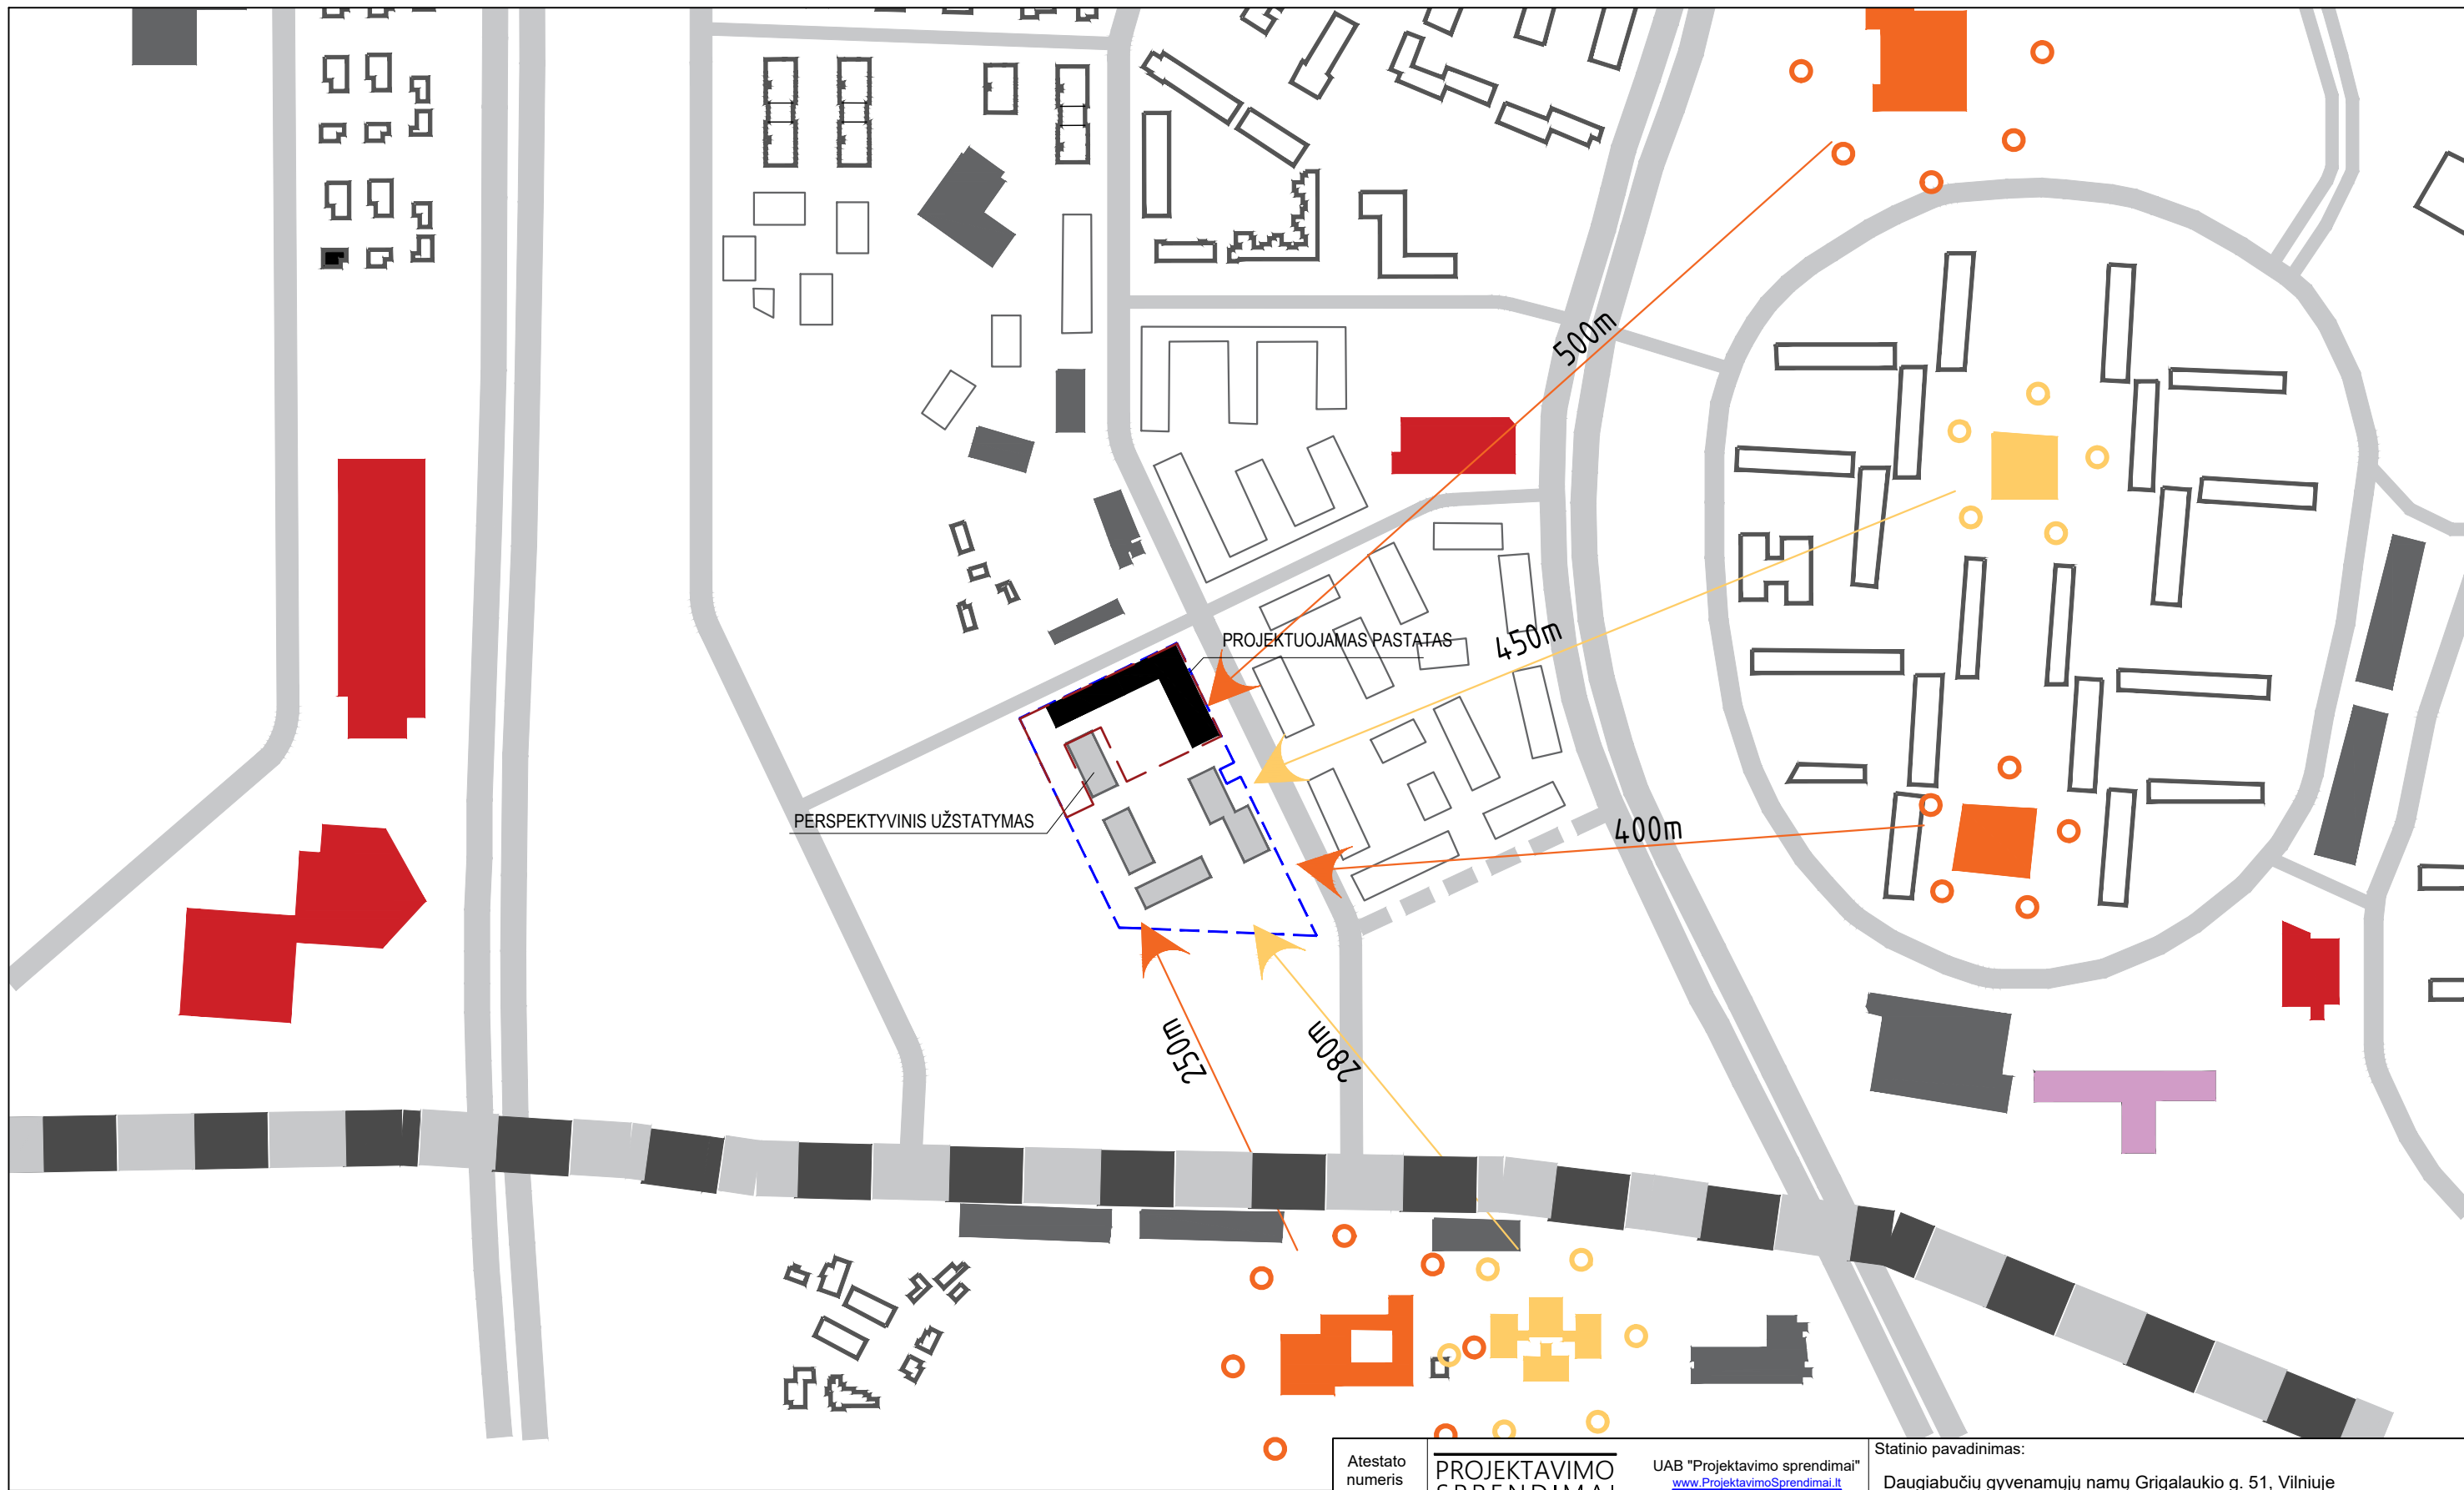 500m
PROJEKTUOJAMAS PASTATAS
450m
PERSPEKTYVINIS UŽSTATYMAS
400m
250m
280m
Atestato
numeris
PROJEKTAVIMO
SPRENDIMAI
UAB "Projektavimo sprendimai"
www.ProjektavimoSprendimai.lt
Statinio pavadinimas:
Daugiabučių gyvenamųjų namų Grigalaukio g. 51, Vilniuje